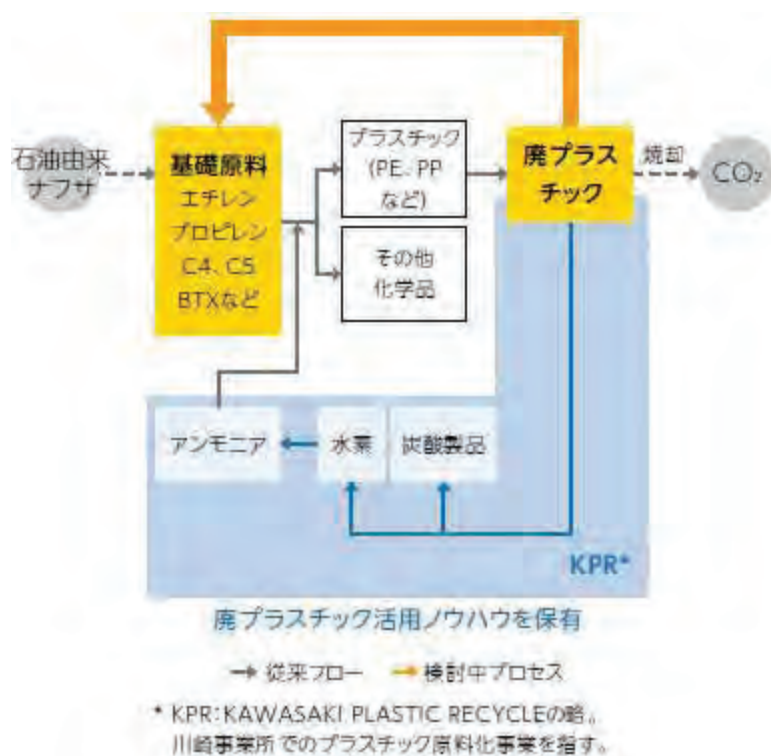 石油由来
ナフサ
基礎原料
エチレン
プロピレン
C4、C5
BTXなど
プラスチック
(PE、PP
など)
その他
化学品
廃プラス
チック
焼却
CO₂
アンモニア
水素
炭酸製品
KPR*
廃プラスチック活用ノウハウを保有
従来フロー
検討中プロセス
* KPR:KAWASAKI PLASTIC RECYCLEの略。
川崎事業所でのプラスチック原料化事業を指す。